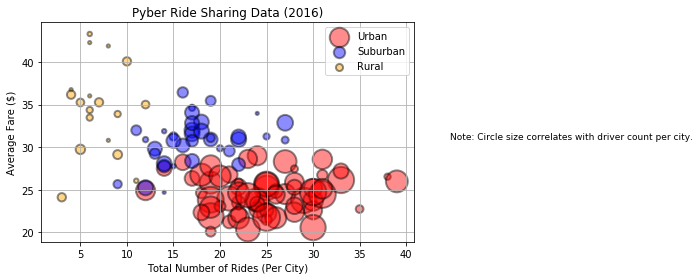 Pyber Ride Sharing Data (2016)
Urban
Suburban
Rural
Average Fare ($)
40
35
30
25
20
5
10
15
20
25
30
35
40
Total Number of Rides (Per City)
Note: Circle size correlates with driver count per city.